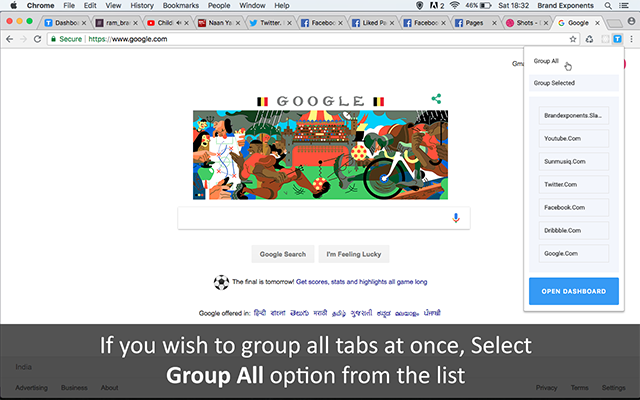 Chrome File Edit View History Bookmarks People Window Help 46% Sat 18:32 Brand Exponents
Dashbo ram_bra Childl Naan Ya Twitter. Faceboo Liked Po Faceboo Pages Shots - Google
Secure https://www.google.com
Gm
GOOGLE
Google Search I'm Feeling Lucky
The final is tomorrow! Get scores, stats and highlights all game long
Google offered in: हिन्दी বাংলা తెలుగు मराठी தமிழ் ગુજરાતી ಕನ್ನಡ മലയാളം ਪੰਜਾਬੀ
Group All
Group Selected
Brandexponents.Sla...
Youtube.Com
Sunmusiq.Com
Twitter.Com
Facebook.Com
Dribbble.Com
Google.Com
OPEN DASHBOARD
If you wish to group all tabs at once, Select
Group All option from the list
India
Advertising Business About Privacy Terms Settings